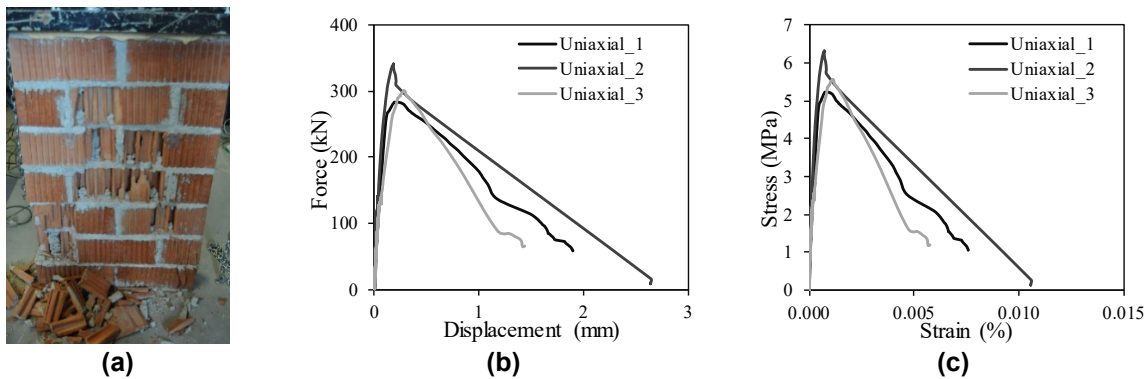 400
300
200
100
0
Force (kN)
Uniaxial_1
Uniaxial_2
Uniaxial_3
0 1 2 3
Displacement (mm)
7
6
5
4
3
2
1
0
Stress (MPa)
Uniaxial_1
Uniaxial_2
Uniaxial_3
0.000 0.005 0.010 0.015
Strain (%)
(a) (b) (c)